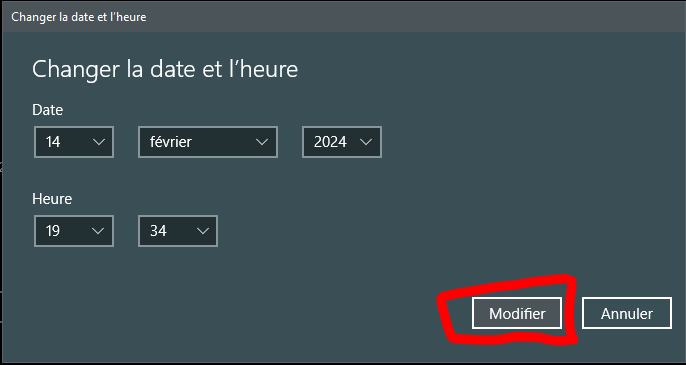 Changer la date et l'heure
Changer la date et l'heure
Date
14 février 2024
Heure
19 34
Modifier Annuler